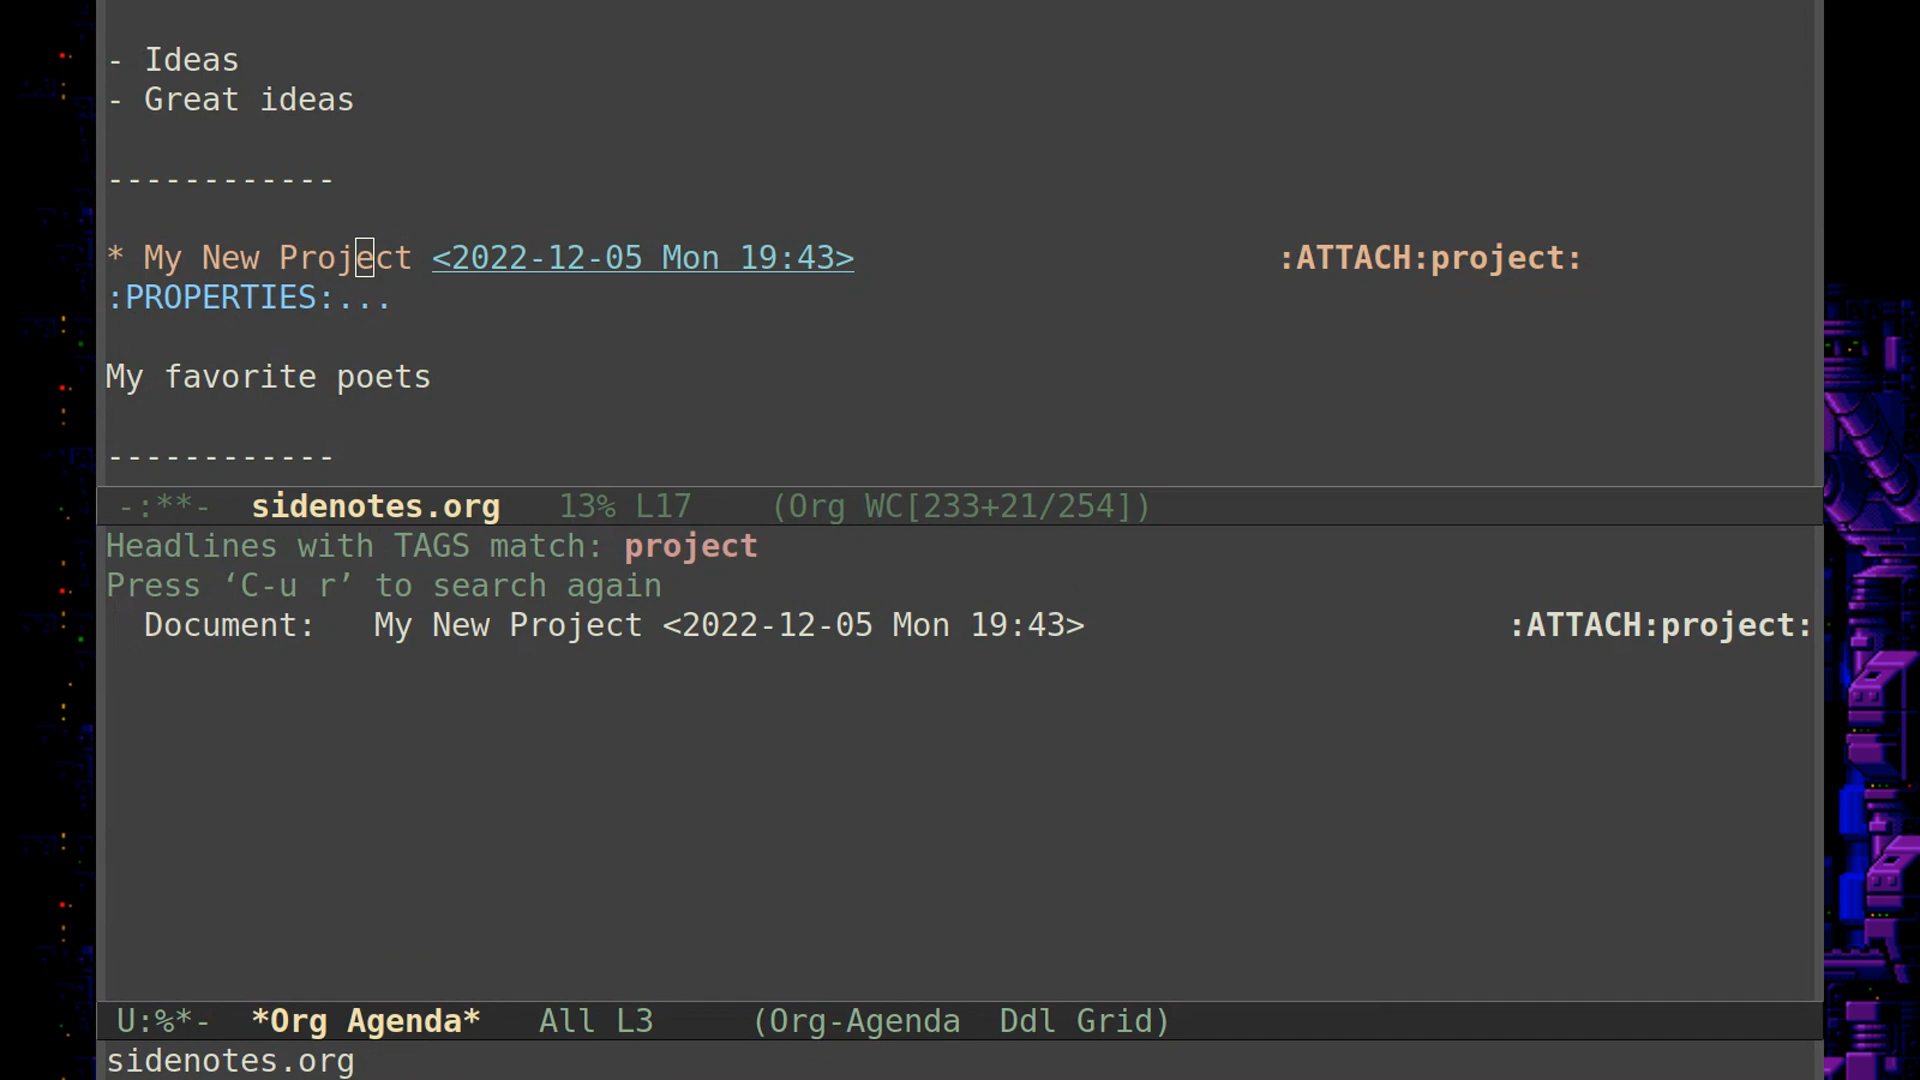 - Ideas
- Great ideas
------------
* My New Project <2022-12-05 Mon 19:43> :ATTACH:project:
:PROPERTIES:...
My favorite poets
------------
-:**-  sidenotes.org   13% L17    (Org WC[233+21/254])
Headlines with TAGS match: project
Press ‘C-u r’ to search again
Document:   My New Project <2022-12-05 Mon 19:43> :ATTACH:project:
U:%*-  *Org Agenda*   All L3     (Org-Agenda  Ddl Grid)
sidenotes.org